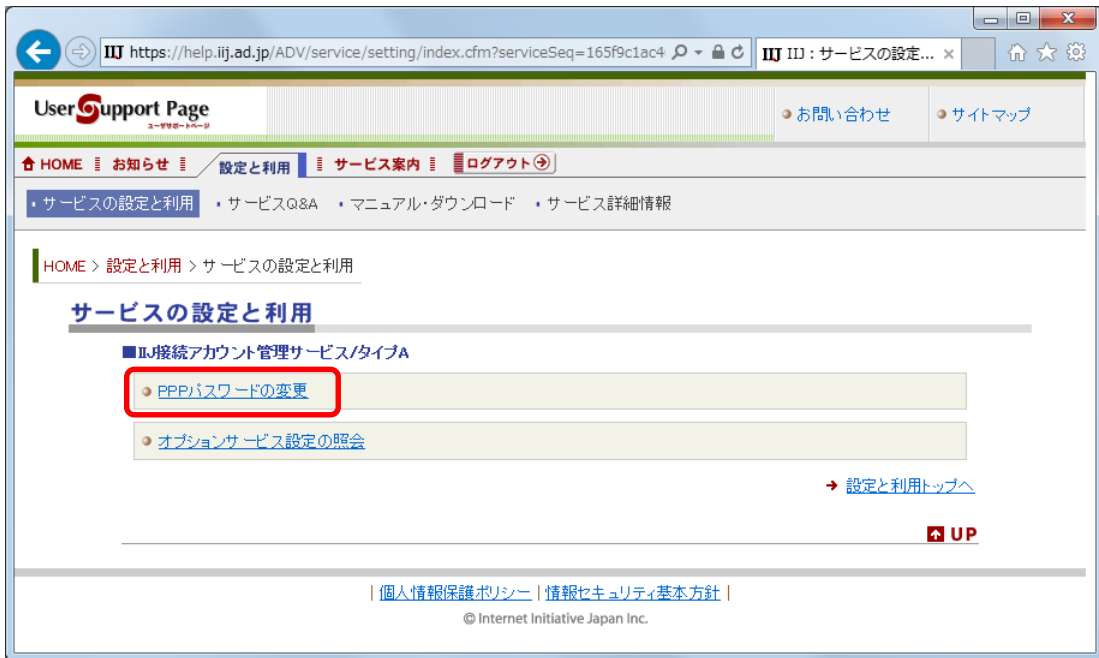 IIJ https://help.iij.ad.jp/ADV/service/setting/index.cfm?serviceSeq=165f9c1ac4
IIJ IIJ：サービスの設定... ×
User Support Page
ユーザサポートページ
お問い合わせ
サイトマップ
HOME
お知らせ
設定と利用
サービス案内
ログアウト
サービスの設定と利用
サービスQ&A
マニュアル・ダウンロード
サービス詳細情報
HOME > 設定と利用 > サービスの設定と利用
サービスの設定と利用
■IIJ接続アカウント管理サービス/タイプA
PPPパスワードの変更
オプションサービス設定の照会
設定と利用トップへ
UP
| 個人情報保護ポリシー | 情報セキュリティ基本方針 |
© Internet Initiative Japan Inc.